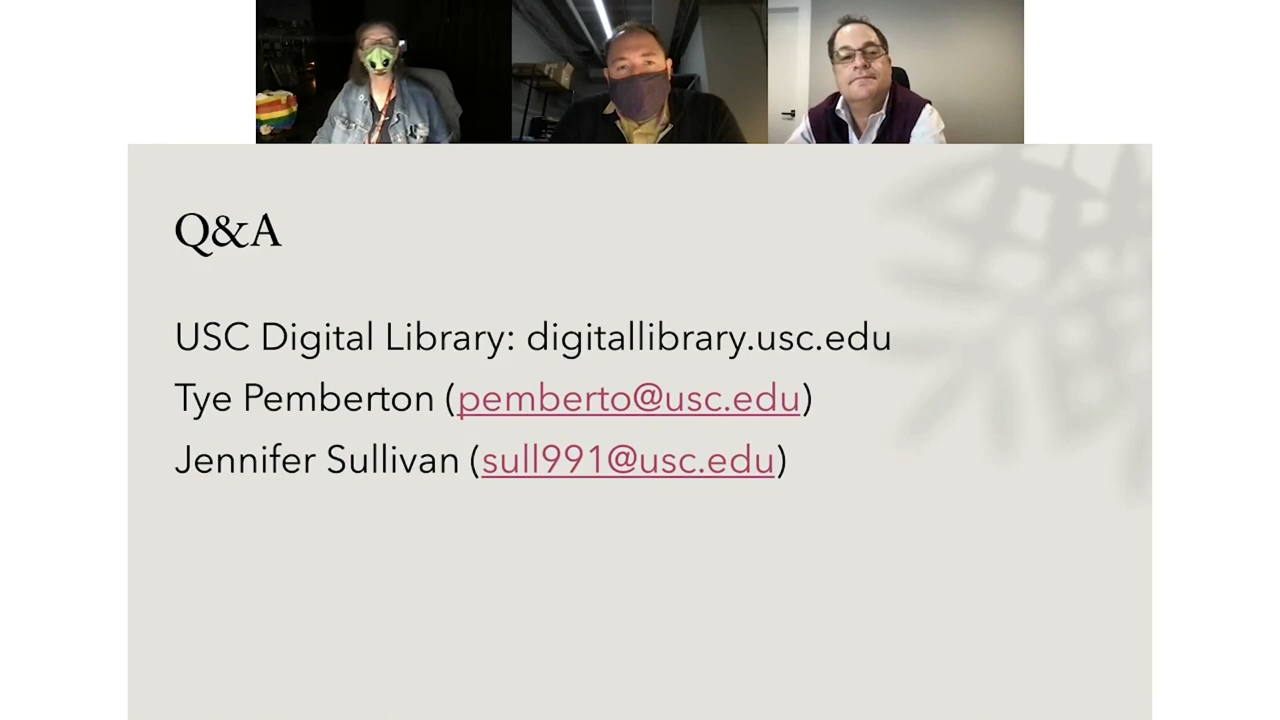 Q&A
USC Digital Library: digitallibrary.usc.edu
Tye Pemberton (pemberto@usc.edu)
Jennifer Sullivan (sull991@usc.edu)